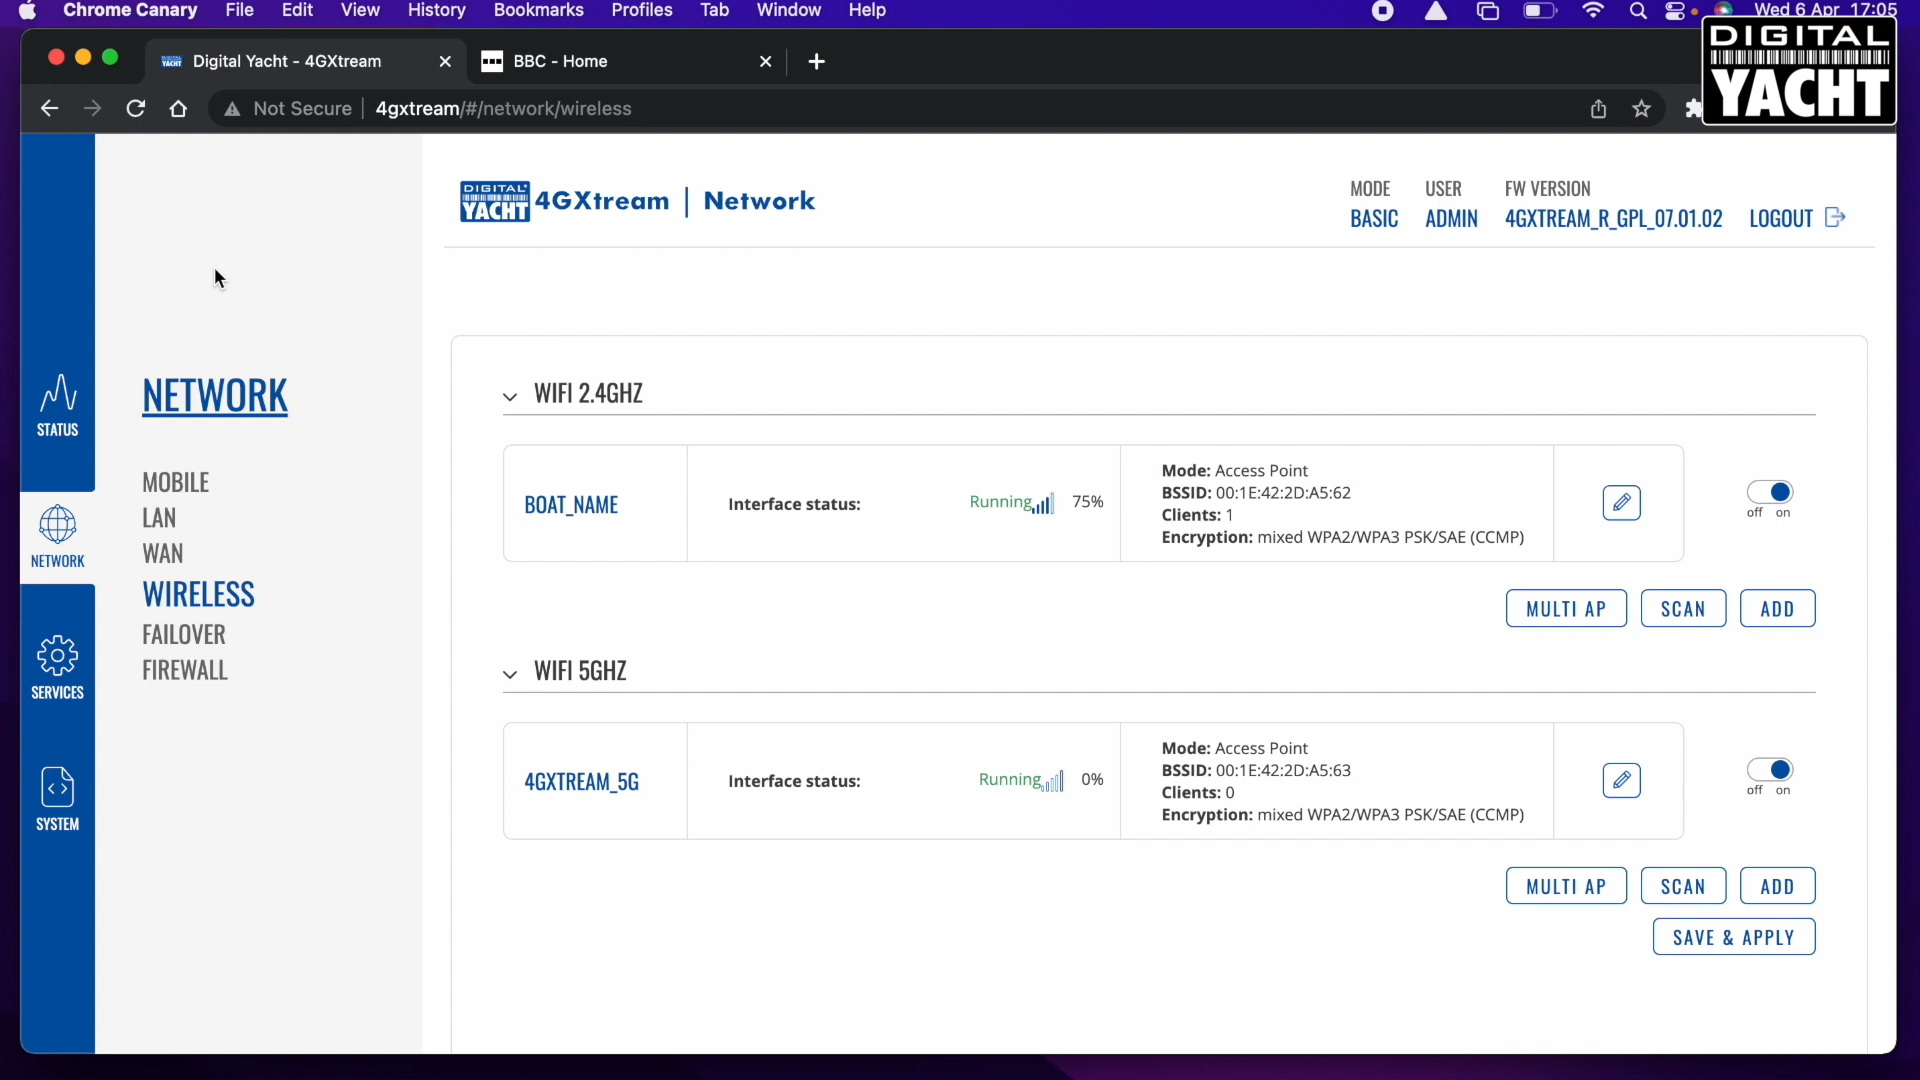 Chrome Canary File Edit View History Bookmarks Profiles Tab Window Help Wed 6 Apr 17:05
DIGITAL
YACHT
Digital Yacht - 4GXtream
BBC - Home
Not Secure 4gxtream/#/network/wireless
DIGITAL
YACHT
4GXtream | Network
MODE
BASIC
USER
ADMIN
FW VERSION
4GXTREAM_R_GPL_07.01.02
LOGOUT
STATUS
NETWORK
SERVICES
SYSTEM
NETWORK
MOBILE
LAN
WAN
WIRELESS
FAILOVER
FIREWALL
WIFI 2.4GHZ
BOAT_NAME
Interface status:
Running 75%
Mode: Access Point
BSSID: 00:1E:42:2D:A5:62
Clients: 1
Encryption: mixed WPA2/WPA3 PSK/SAE (CCMP)
off on
MULTI AP SCAN ADD
WIFI 5GHZ
4GXTREAM_5G
Interface status:
Running 0%
Mode: Access Point
BSSID: 00:1E:42:2D:A5:63
Clients: 0
Encryption: mixed WPA2/WPA3 PSK/SAE (CCMP)
off on
MULTI AP SCAN ADD
SAVE & APPLY